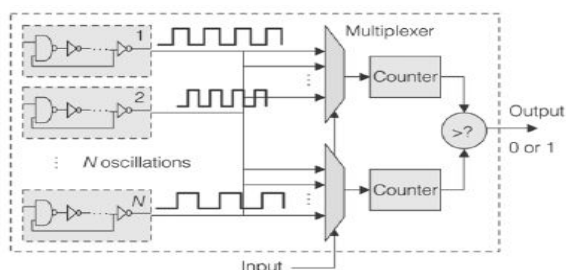 1
Multiplexer
Counter
2
Output
>?
0 or 1
N oscillations
Counter
N
Input